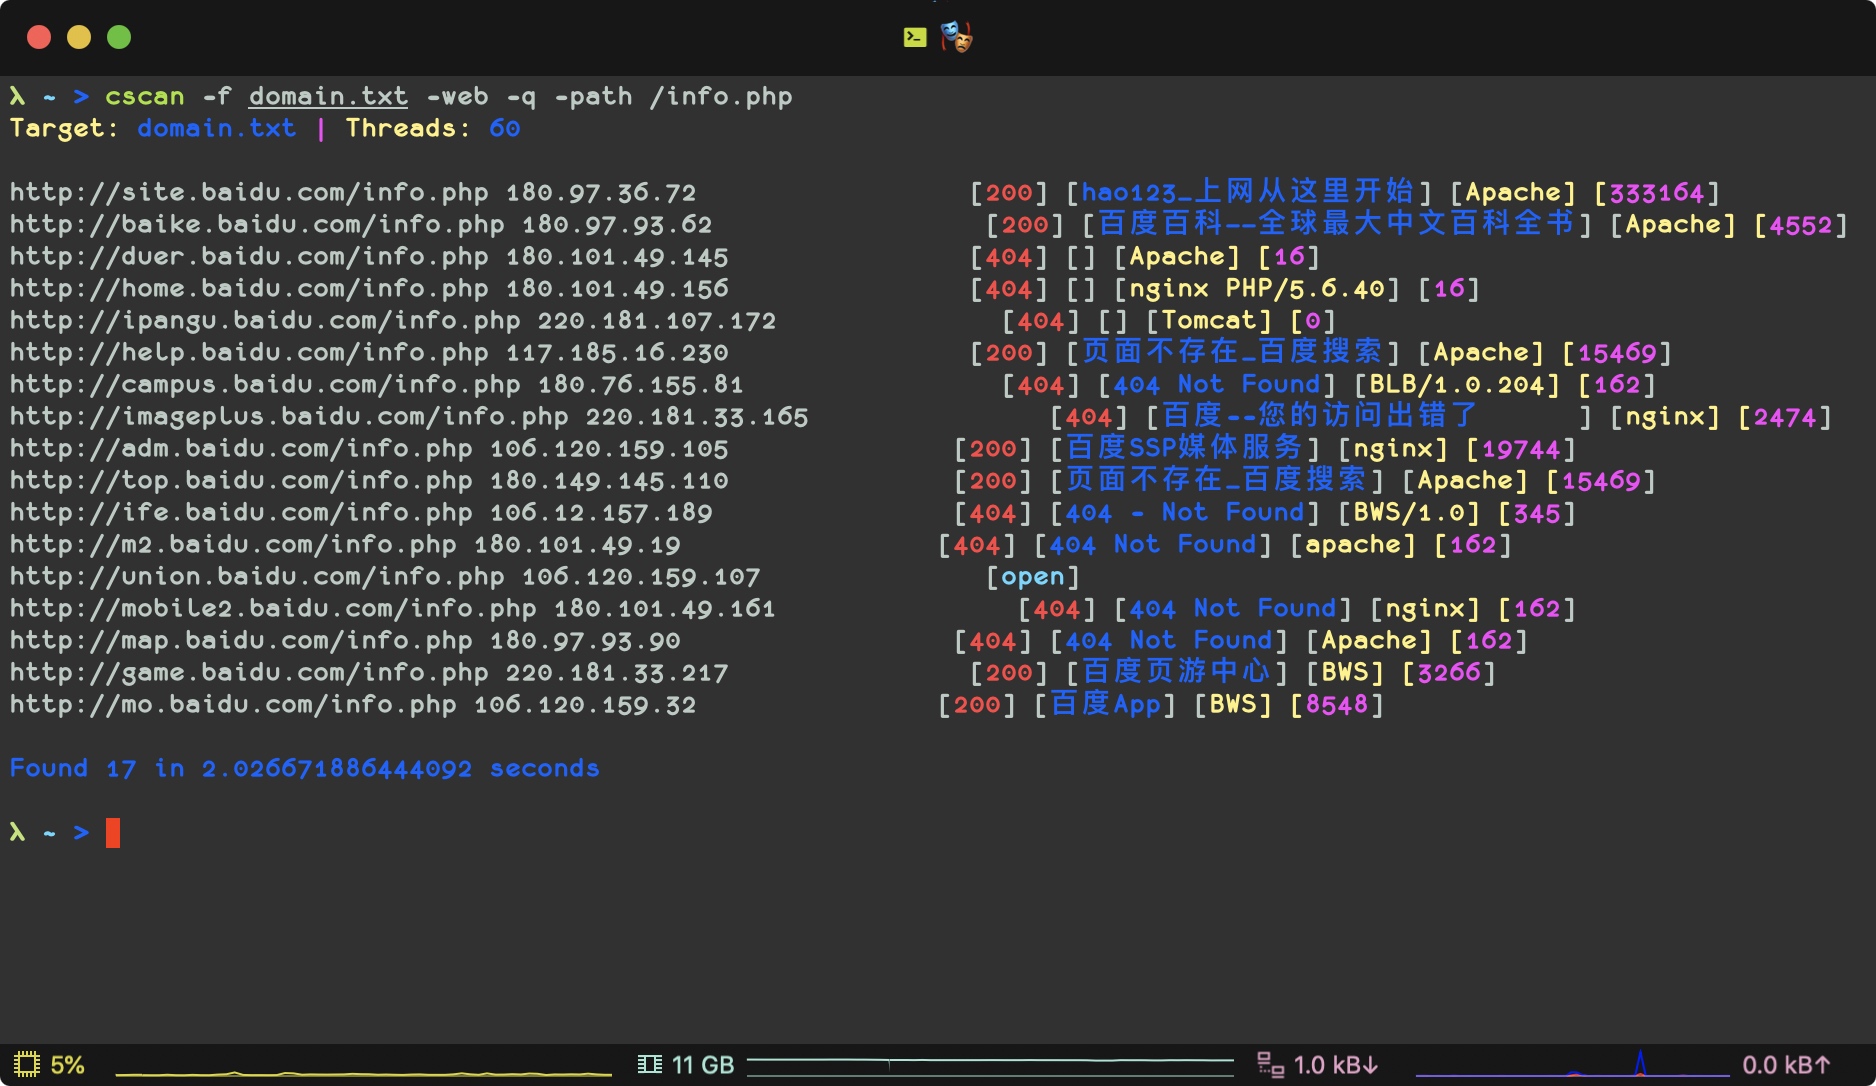 λ ~ > cscan -f domain.txt -web -q -path /info.php
Target: domain.txt | Threads: 60
http://site.baidu.com/info.php 180.97.36.72 [200] [hao123_上网从这里开始] [Apache] [333164]
http://baike.baidu.com/info.php 180.97.93.62 [200] [百度百科--全球最大中文百科全书] [Apache] [4552]
http://duer.baidu.com/info.php 180.101.49.145 [404] [] [Apache] [16]
http://home.baidu.com/info.php 180.101.49.156 [404] [] [nginx PHP/5.6.40] [16]
http://ipangu.baidu.com/info.php 220.181.107.172 [404] [] [Tomcat] [0]
http://help.baidu.com/info.php 117.185.16.230 [200] [页面不存在_百度搜索] [Apache] [15469]
http://campus.baidu.com/info.php 180.76.155.81 [404] [404 Not Found] [BLB/1.0.204] [162]
http://imageplus.baidu.com/info.php 220.181.33.165 [404] [百度--您的访问出错了 ] [nginx] [2474]
http://adm.baidu.com/info.php 106.120.159.105 [200] [百度SSP媒体服务] [nginx] [19744]
http://top.baidu.com/info.php 180.149.145.110 [200] [页面不存在_百度搜索] [Apache] [15469]
http://ife.baidu.com/info.php 106.12.157.189 [404] [404 - Not Found] [BWS/1.0] [345]
http://m2.baidu.com/info.php 180.101.49.19 [404] [404 Not Found] [apache] [162]
http://union.baidu.com/info.php 106.120.159.107 [open]
http://mobile2.baidu.com/info.php 180.101.49.161 [404] [404 Not Found] [nginx] [162]
http://map.baidu.com/info.php 180.97.93.90 [404] [404 Not Found] [Apache] [162]
http://game.baidu.com/info.php 220.181.33.217 [200] [百度页游中心] [BWS] [3266]
http://mo.baidu.com/info.php 106.120.159.32 [200] [百度App] [BWS] [8548]
Found 17 in 2.026671886444092 seconds
λ ~ >
5% 11 GB 1.0 kB↓ 0.0 kB↑